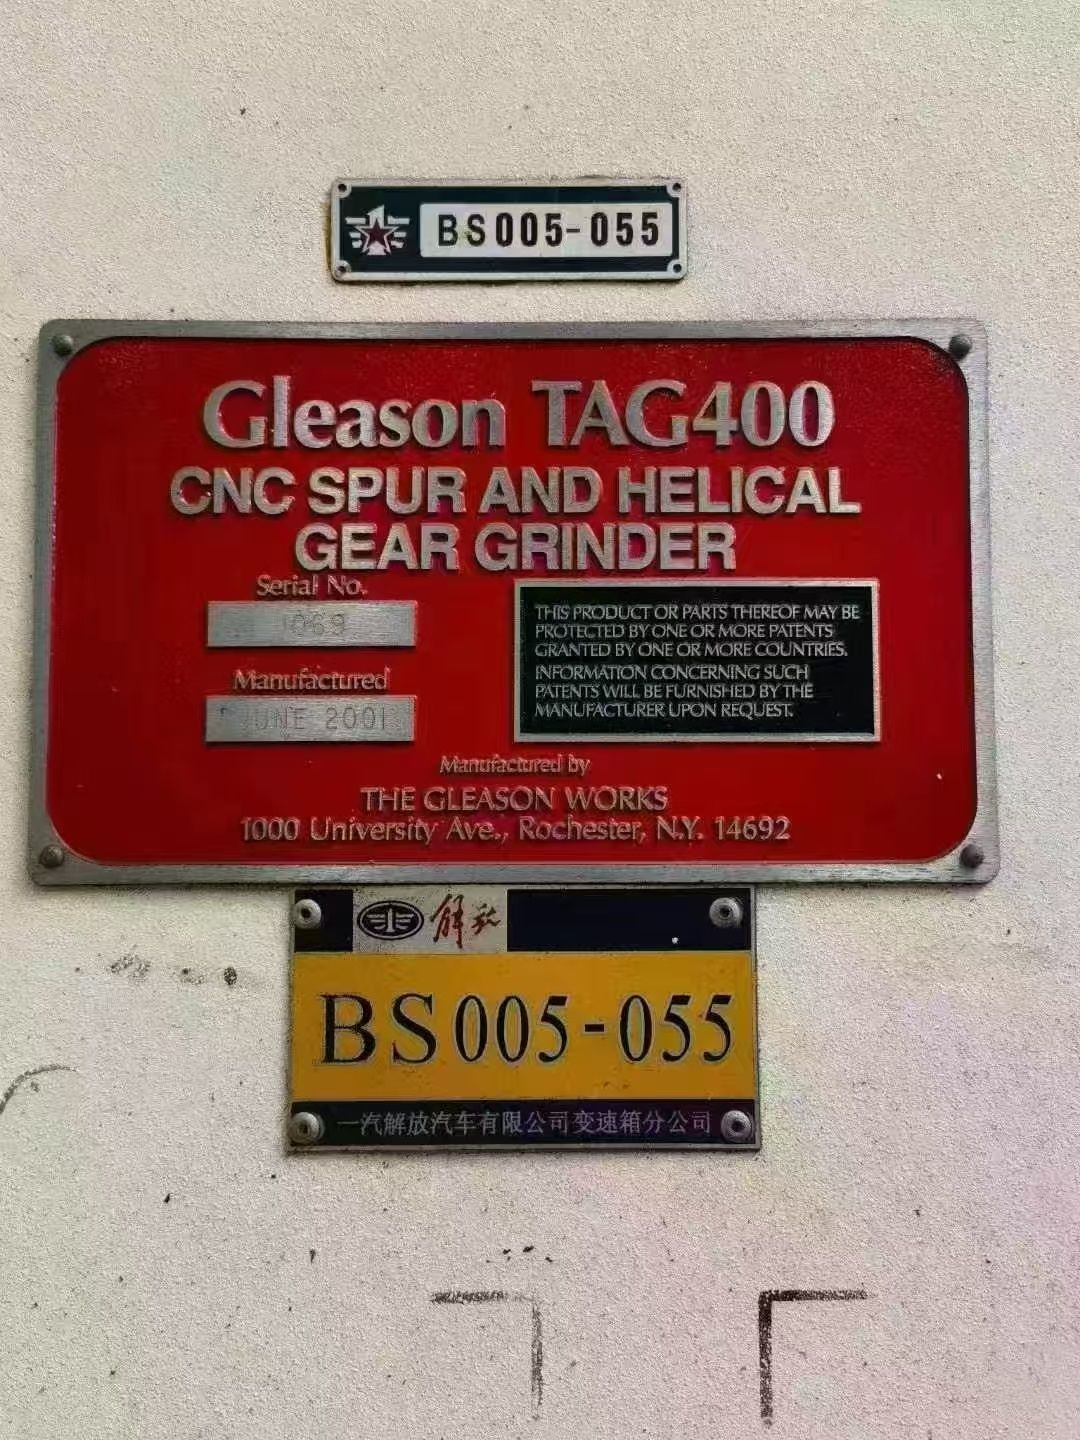 BS005-055
Gleason TAG400
CNC SPUR AND HELICAL
GEAR GRINDER
Serial No.
1069
Manufactured
JUNE 2001
THIS PRODUCT OR PARTS THEREOF MAY BE
PROTECTED BY ONE OR MORE PATENTS
GRANTED BY ONE OR MORE COUNTRIES.
INFORMATION CONCERNING SUCH
PATENTS WILL BE FURNISHED BY THE
MANUFACTURER UPON REQUEST.
Manufactured by
THE GLEASON WORKS
1000 University Ave., Rochester, N.Y. 14692
解放
BS005-055
一汽解放汽车有限公司变速箱分公司